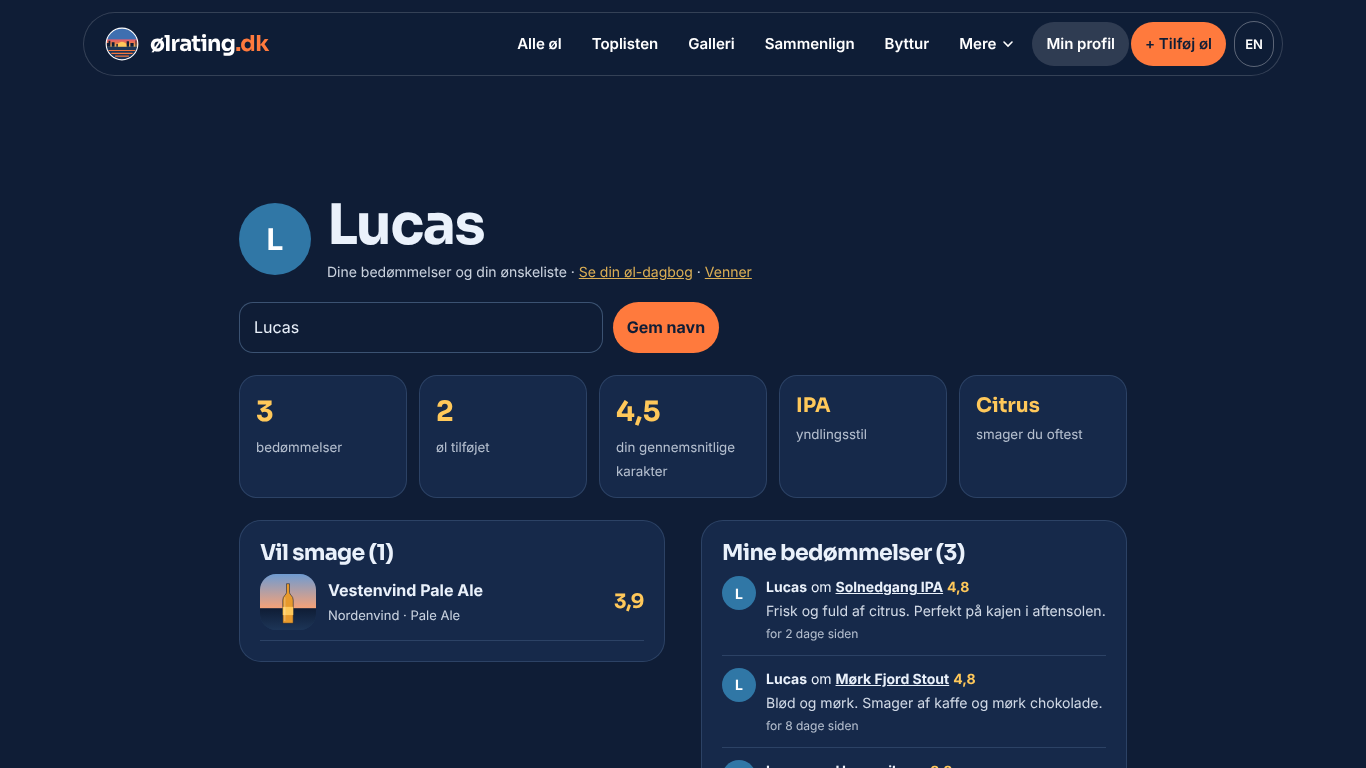 ølrating.dk
Alle øl
Toplisten
Galleri
Sammenlign
Byttur
Mere
Min profil
+ Tilføj øl
EN
L
Lucas
Dine bedømmelser og din ønskeliste · Se din øl-dagbog · Venner
Lucas
Gem navn
3
bedømmelser
2
øl tilføjet
4,5
din gennemsnitlige
karakter
IPA
yndlingsstil
Citrus
smager du oftest
Vil smage (1)
Vestenvind Pale Ale
Nordenvind · Pale Ale
3,9
Mine bedømmelser (3)
L
Lucas om Solnedgang IPA 4,8
Frisk og fuld af citrus. Perfekt på kajen i aftensolen.
for 2 dage siden
L
Lucas om Mørk Fjord Stout 4,8
Blød og mørk. Smager af kaffe og mørk chokolade.
for 8 dage siden